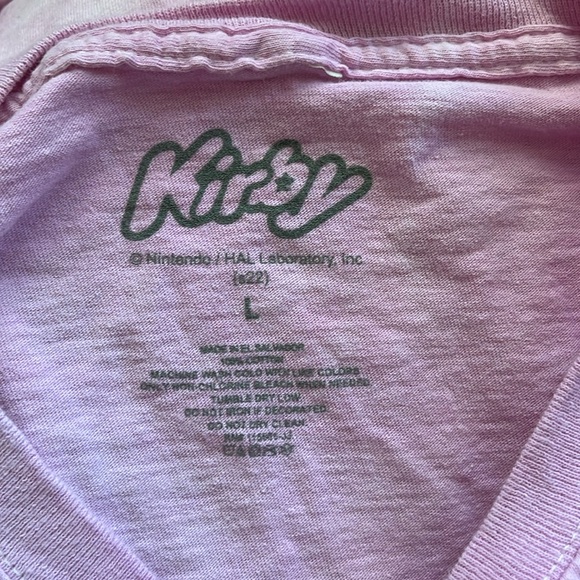 Kirby
© Nintendo / HAL Laboratory, Inc.
(s22)
L
MADE IN EL SALVADOR
100% COTTON
MACHINE WASH COLD WITH LIKE COLORS
ONLY NON-CHLORINE BLEACH WHEN NEEDED
TUMBLE DRY LOW
DO NOT IRON IF DECORATED.
DO NOT DRY CLEAN.
RN#